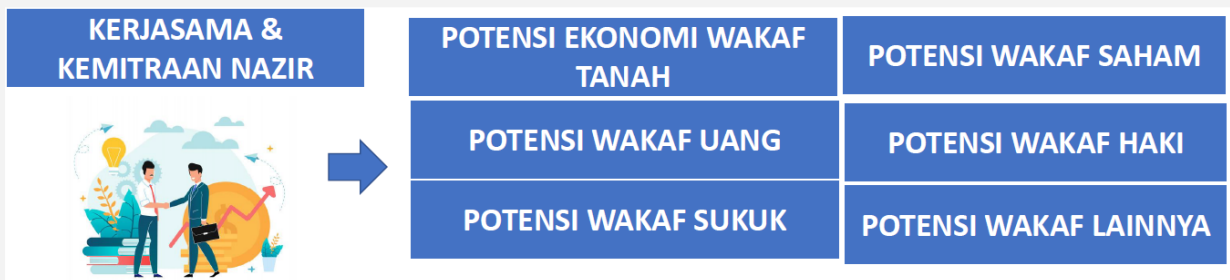 KERJASAMA &
KEMITRAAN NAZIR
POTENSI EKONOMI WAKAF
TANAH
POTENSI WAKAF SAHAM
POTENSI WAKAF UANG
POTENSI WAKAF HAKI
POTENSI WAKAF SUKUK
POTENSI WAKAF LAINNYA